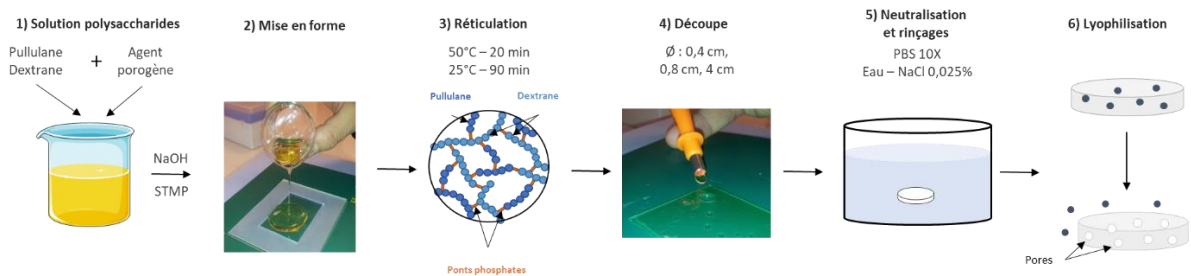 1) Solution polysaccharides
Pullulane
Dextrane
+
Agent
porogène
NaOH
STMP
2) Mise en forme
3) Réticulation
50°C – 20 min
25°C – 90 min
Pullulane
Dextrane
Ponts phosphates
4) Découpe
Ø : 0,4 cm,
0,8 cm, 4 cm
5) Neutralisation
et rinçages
PBS 10X
Eau – NaCl 0,025%
6) Lyophilisation
Pores